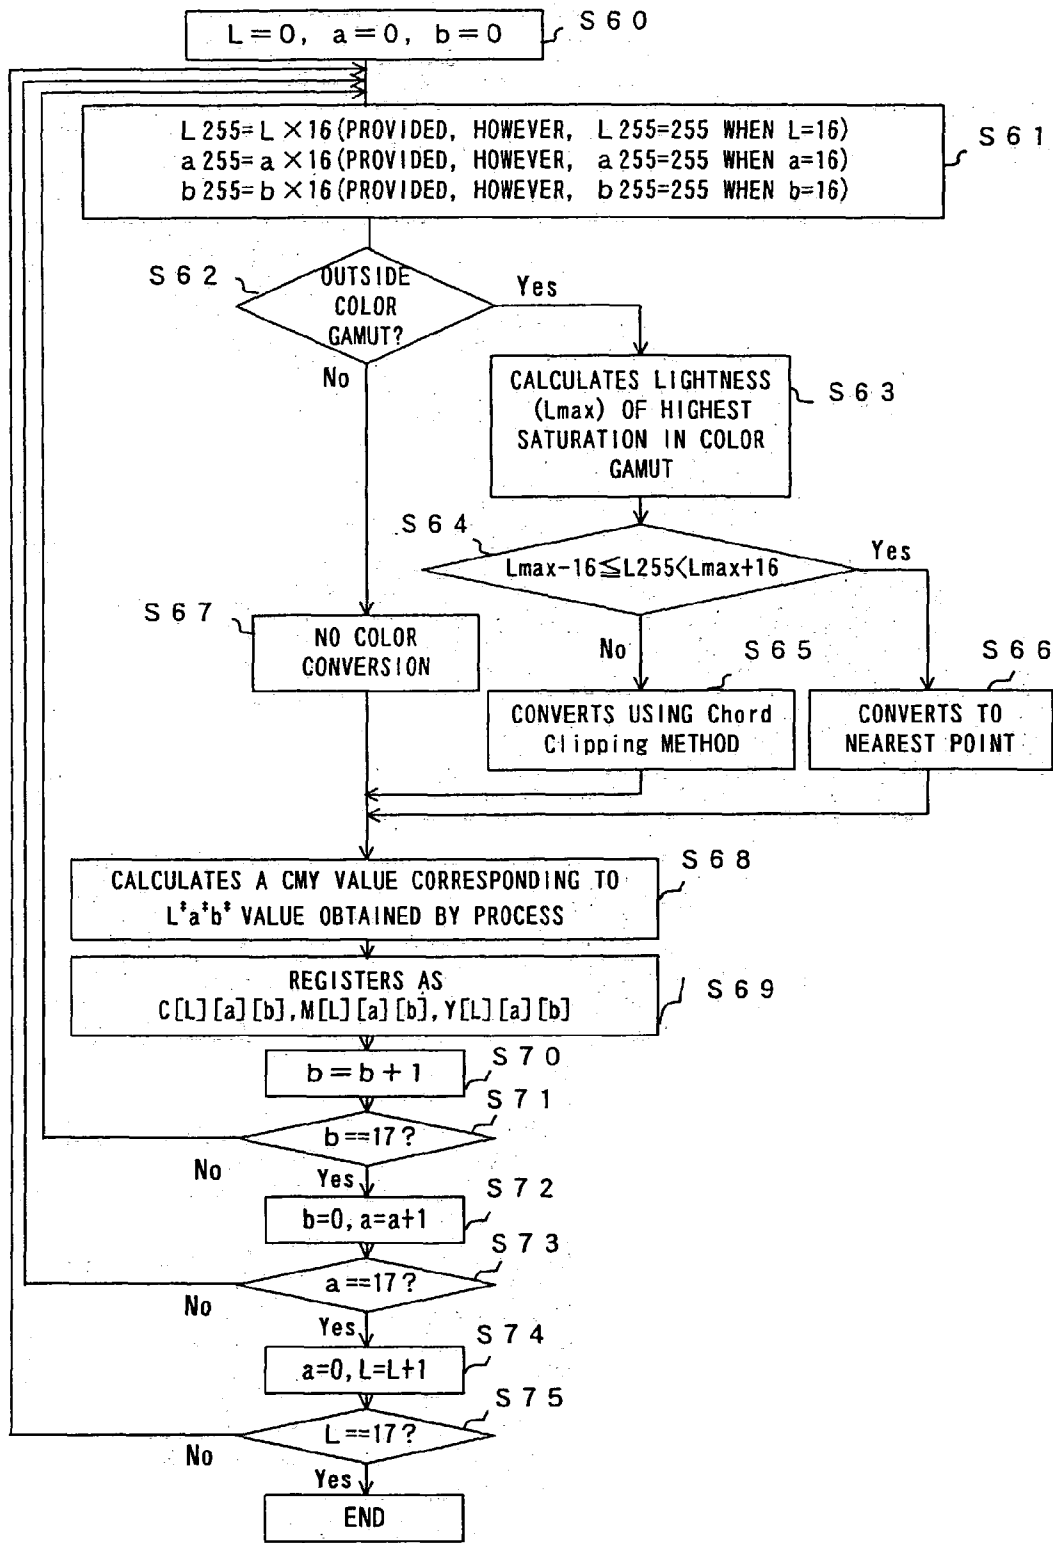 L=0, a=0, b=0
S60
L255=L×16(PROVIDED, HOWEVER, L255=255 WHEN L=16)
a255=a×16(PROVIDED, HOWEVER, a255=255 WHEN a=16)
b255=b×16(PROVIDED, HOWEVER, b255=255 WHEN b=16)
S61
S62
OUTSIDE
COLOR
GAMUT?
Yes
No
CALCULATES LIGHTNESS
(Lmax) OF HIGHEST
SATURATION IN COLOR
GAMUT
S63
S64
Lmax-16≦L255<Lmax+16
Yes
No
S67
NO COLOR
CONVERSION
S65
CONVERTS USING Chord
Clipping METHOD
S66
CONVERTS TO
NEAREST POINT
CALCULATES A CMY VALUE CORRESPONDING TO
L*a*b* VALUE OBTAINED BY PROCESS
S68
REGISTERS AS
C[L][a][b],M[L][a][b],Y[L][a][b]
S69
b=b+1
S70
b==17?
S71
No
Yes
b=0,a=a+1
S72
a==17?
S73
No
Yes
a=0,L=L+1
S74
L==17?
S75
No
Yes
END